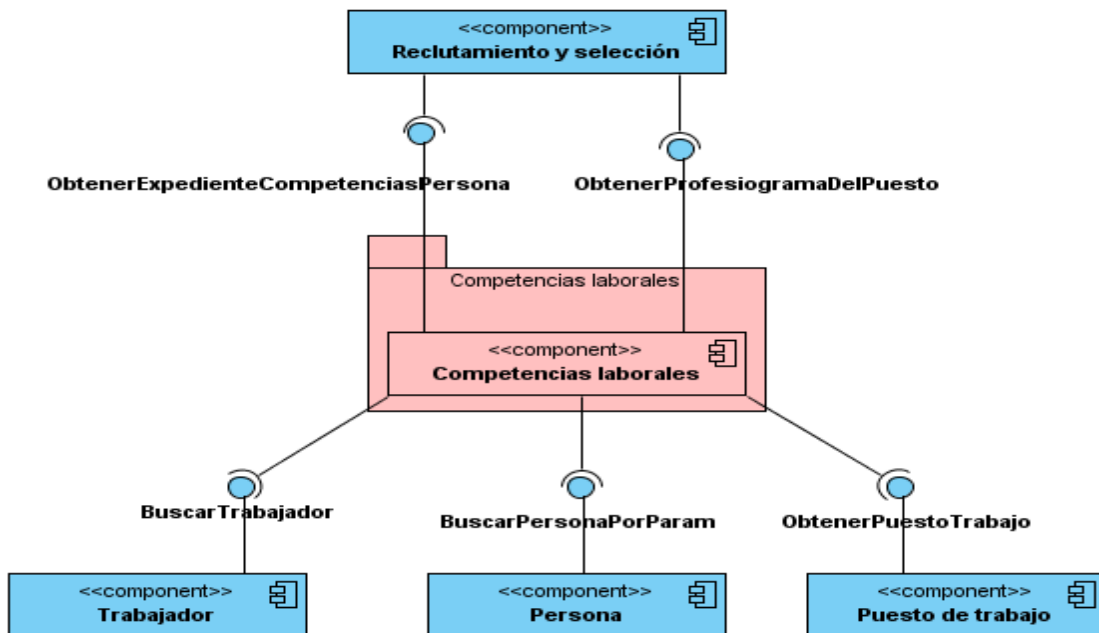 <<component>>
Reclutamiento y selección
ObtenerExpedienteCompetenciasPersona
ObtenerProfesiogramaDelPuesto
Competencias laborales
<<component>>
Competencias laborales
BuscarTrabajador
BuscarPersonaPorParam
ObtenerPuestoTrabajo
<<component>>
Trabajador
<<component>>
Persona
<<component>>
Puesto de trabajo